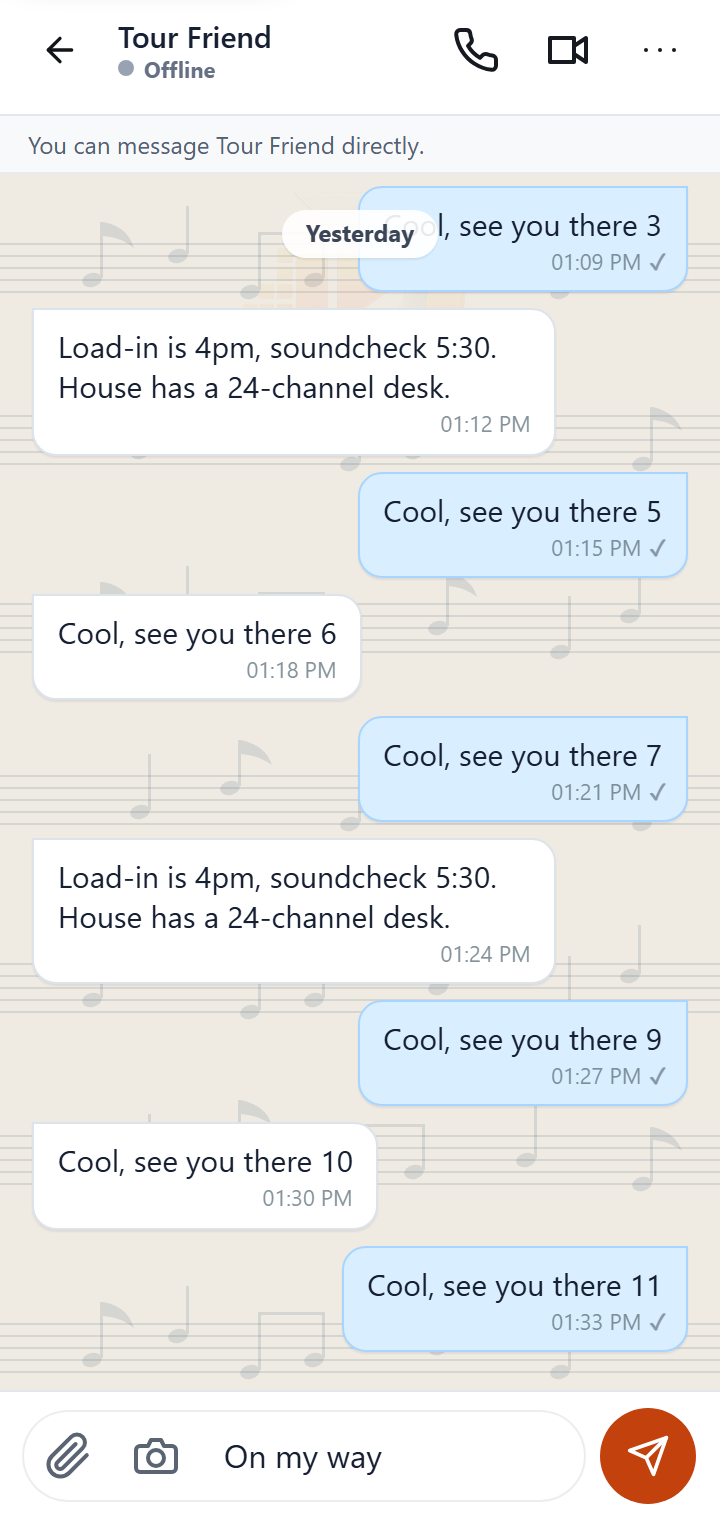 Tour Friend
Offline
You can message Tour Friend directly.
Yesterday
Cool, see you there 3
01:09 PM ✓
Load-in is 4pm, soundcheck 5:30.
House has a 24-channel desk.
01:12 PM
Cool, see you there 5
01:15 PM ✓
Cool, see you there 6
01:18 PM
Cool, see you there 7
01:21 PM ✓
Load-in is 4pm, soundcheck 5:30.
House has a 24-channel desk.
01:24 PM
Cool, see you there 9
01:27 PM ✓
Cool, see you there 10
01:30 PM
Cool, see you there 11
01:33 PM ✓
On my way